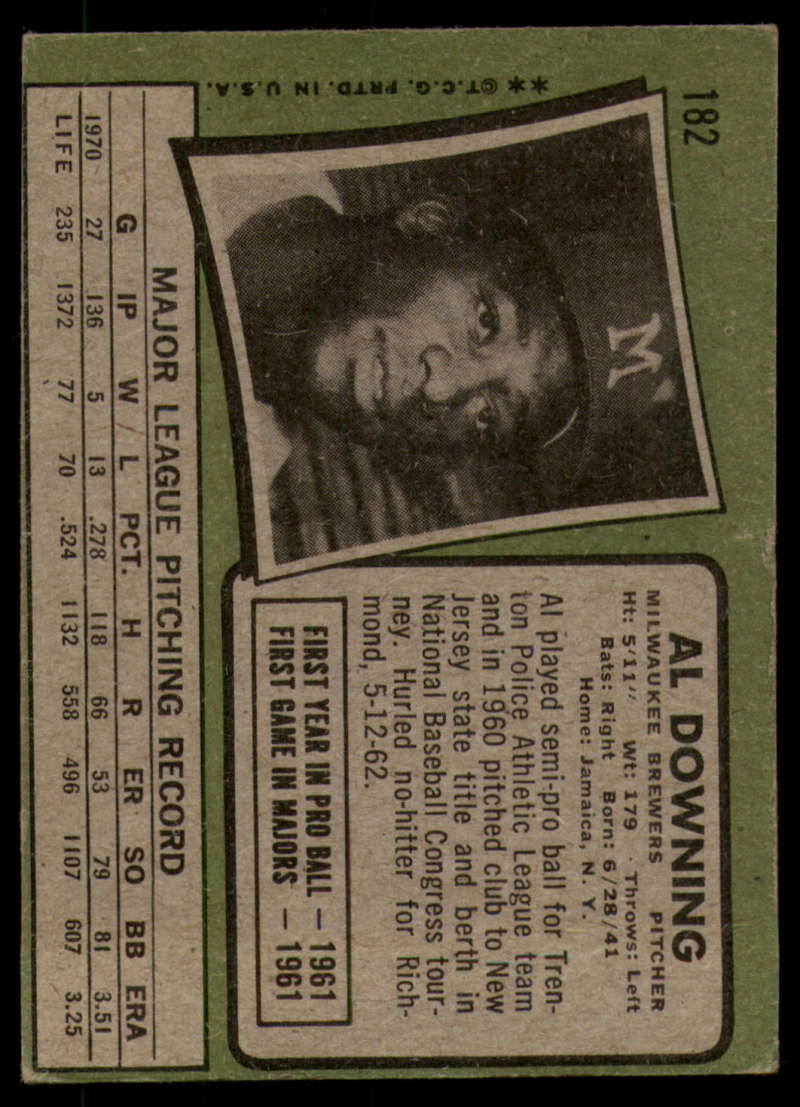 182
**©T.C.G. PRTD. IN U.S.A.
M
AL DOWNING
MILWAUKEE BREWERS PITCHER
Ht: 5'11" Wt: 179 · Throws: Left
Bats: Right Born: 6/28/41
Home: Jamaica, N. Y.
Al played semi-pro ball for Tren-
ton Police Athletic League team
and in 1960 pitched club to New
Jersey state title and berth in
National Baseball Congress tour-
ney. Hurled no-hitter for Rich-
mond, 5-12-62.
FIRST YEAR IN PRO BALL — 1961
FIRST GAME IN MAJORS — 1961
MAJOR LEAGUE PITCHING RECORD
G IP W L PCT. H R ER SO BB ERA
1970 27 136 5 13 .278 118 66 53 79 81 3.51
LIFE 235 1372 77 70 .524 1132 558 496 1107 607 3.25